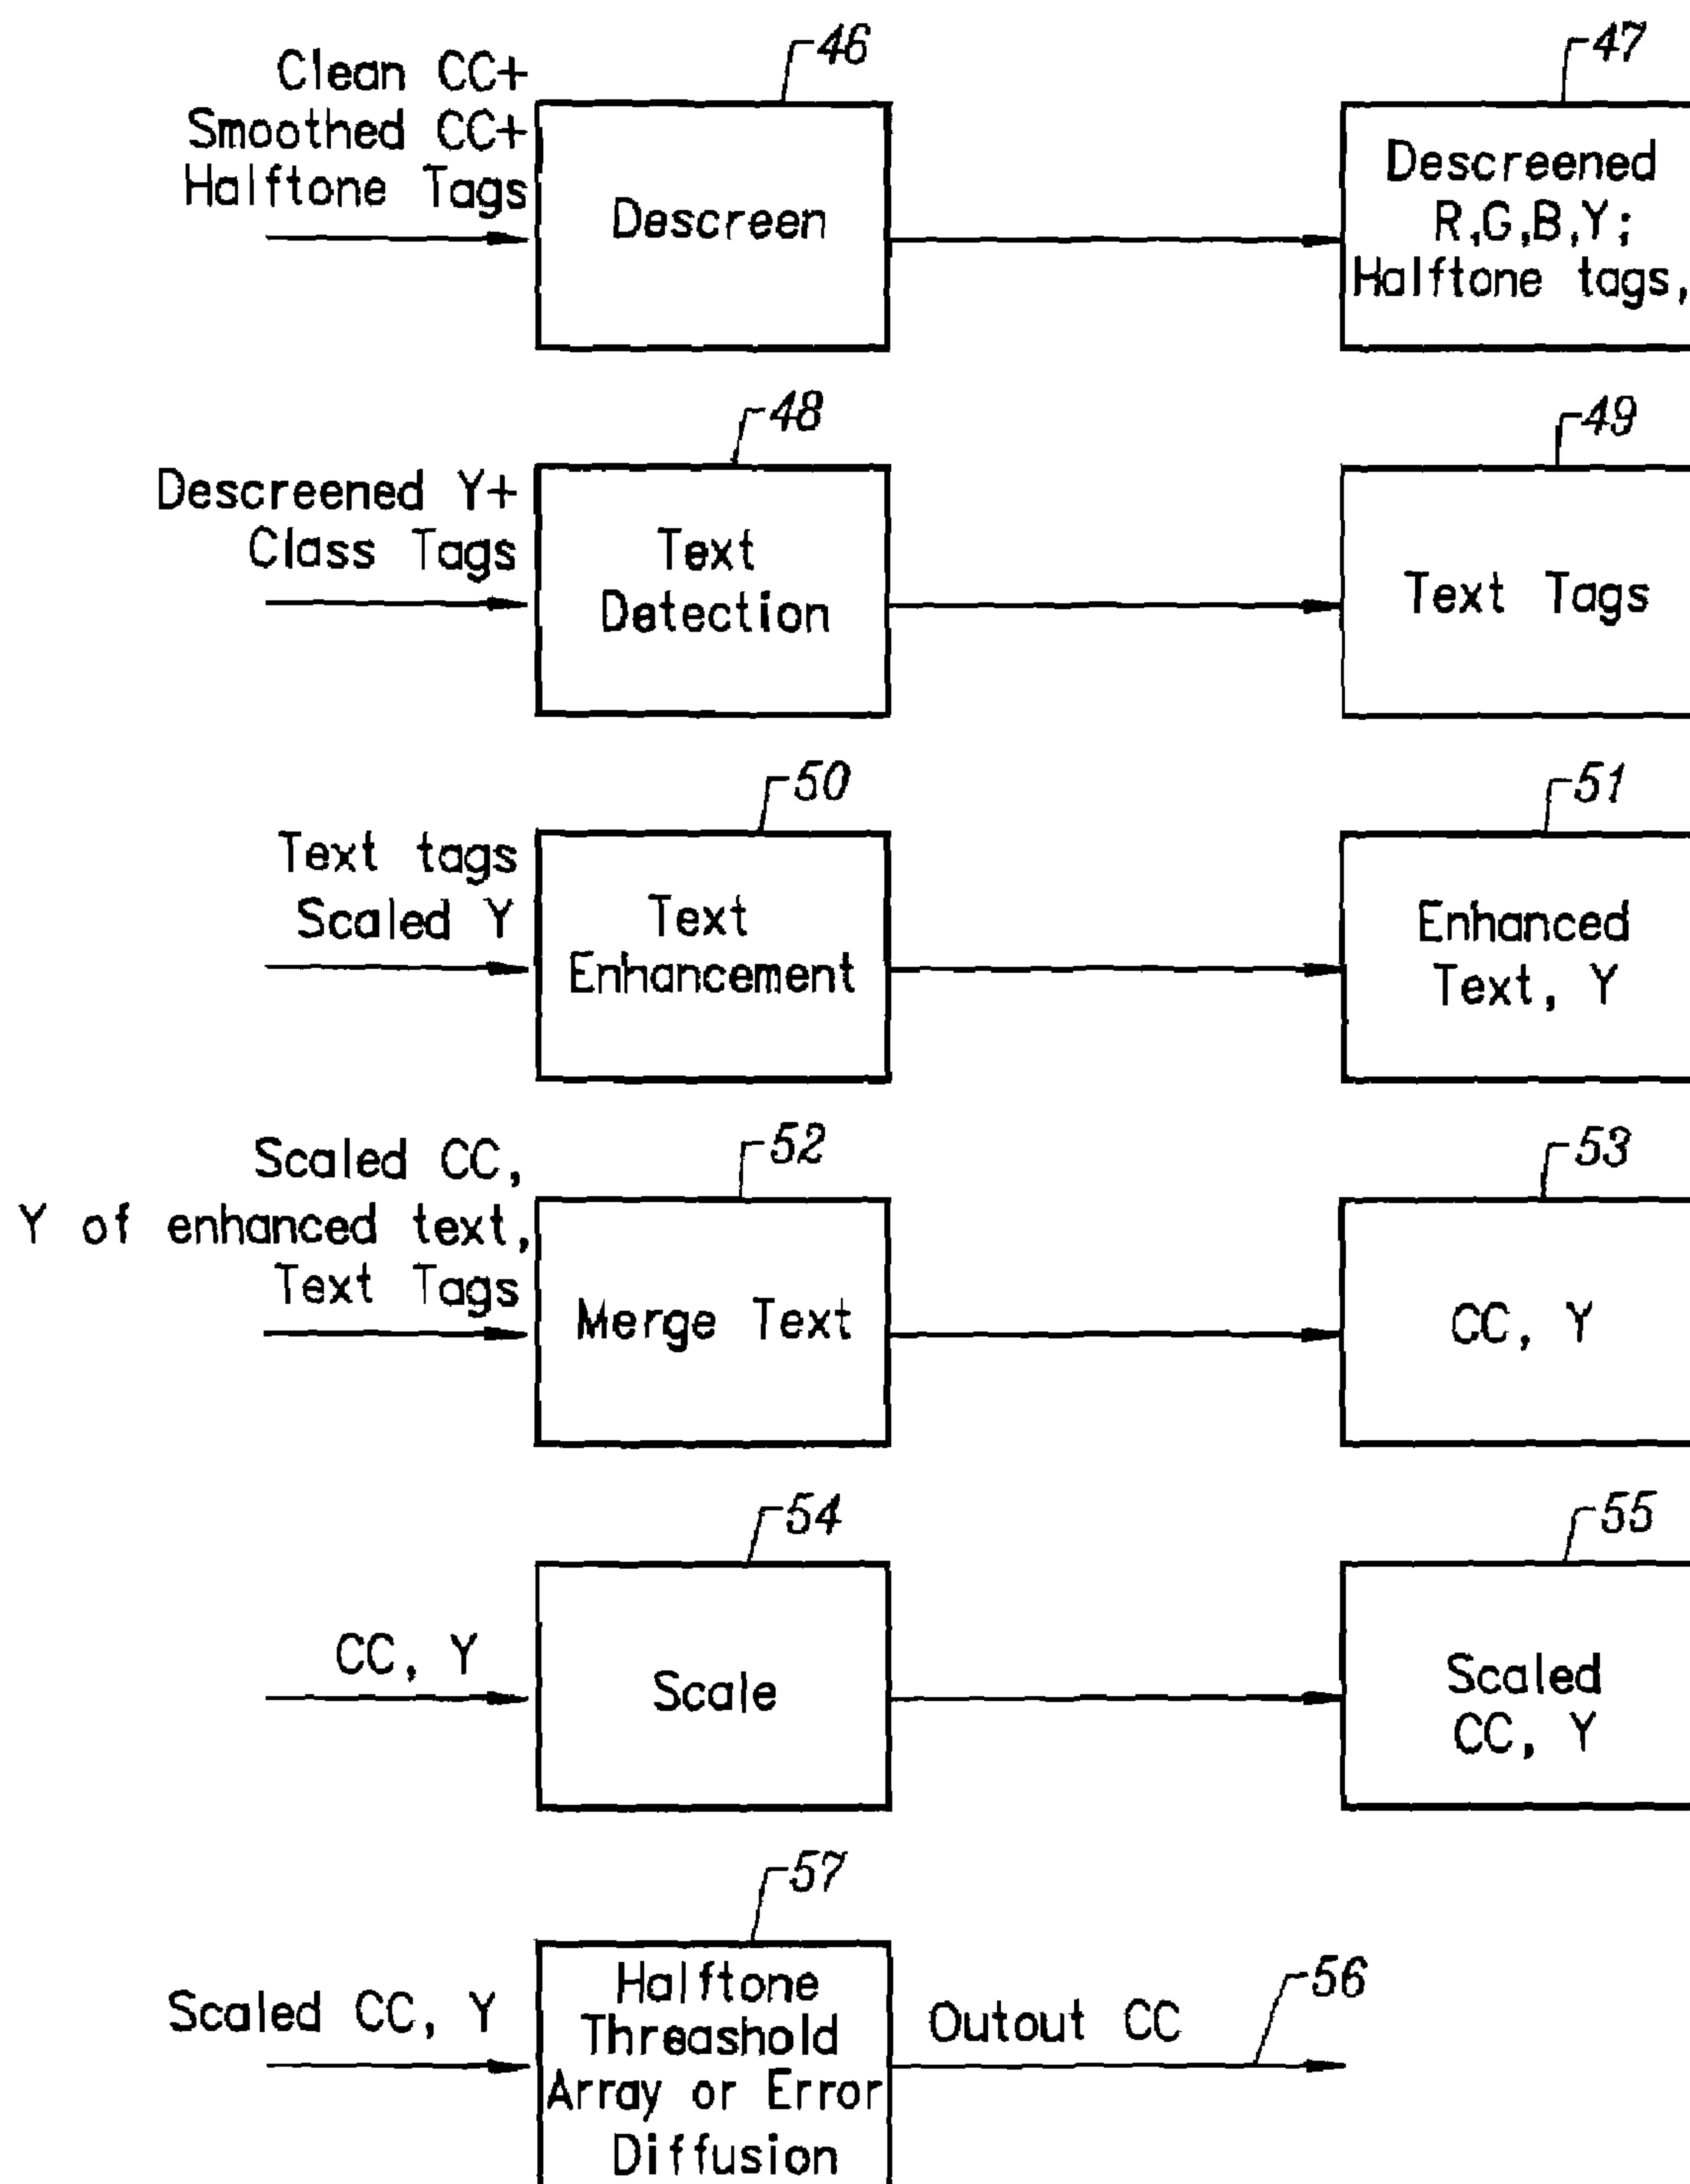 46
47
Clean CC+
Smoothed CC+
Halftone Tags
Descreen
Descreened
R,G,B,Y;
Halftone tags,
48
49
Descreened Y+
Class Tags
Text
Detection
Text Tags
50
51
Text tags
Scaled Y
Text
Enhancement
Enhanced
Text, Y
52
53
Scaled CC,
Y of enhanced text,
Text Tags
Merge Text
CC, Y
54
55
CC, Y
Scale
Scaled
CC, Y
57
56
Scaled CC, Y
Halftone
Threashold
Array or Error
Diffusion
Outout CC